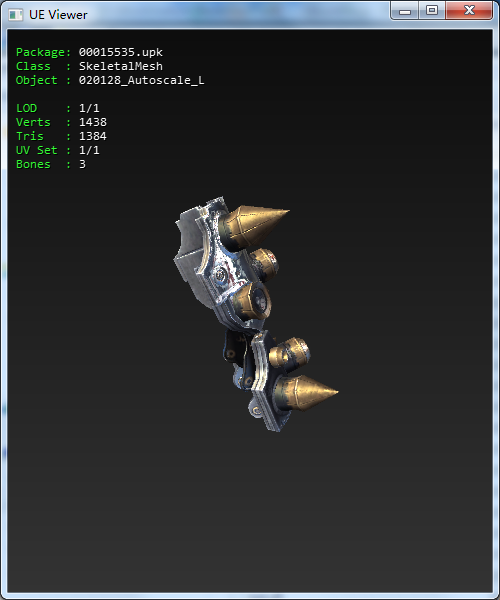 UE Viewer
Package: 00015535.upk
Class : SkeletalMesh
Object : 020128_Autoscale_L
LOD : 1/1
Verts : 1438
Tris : 1384
UV Set : 1/1
Bones : 3